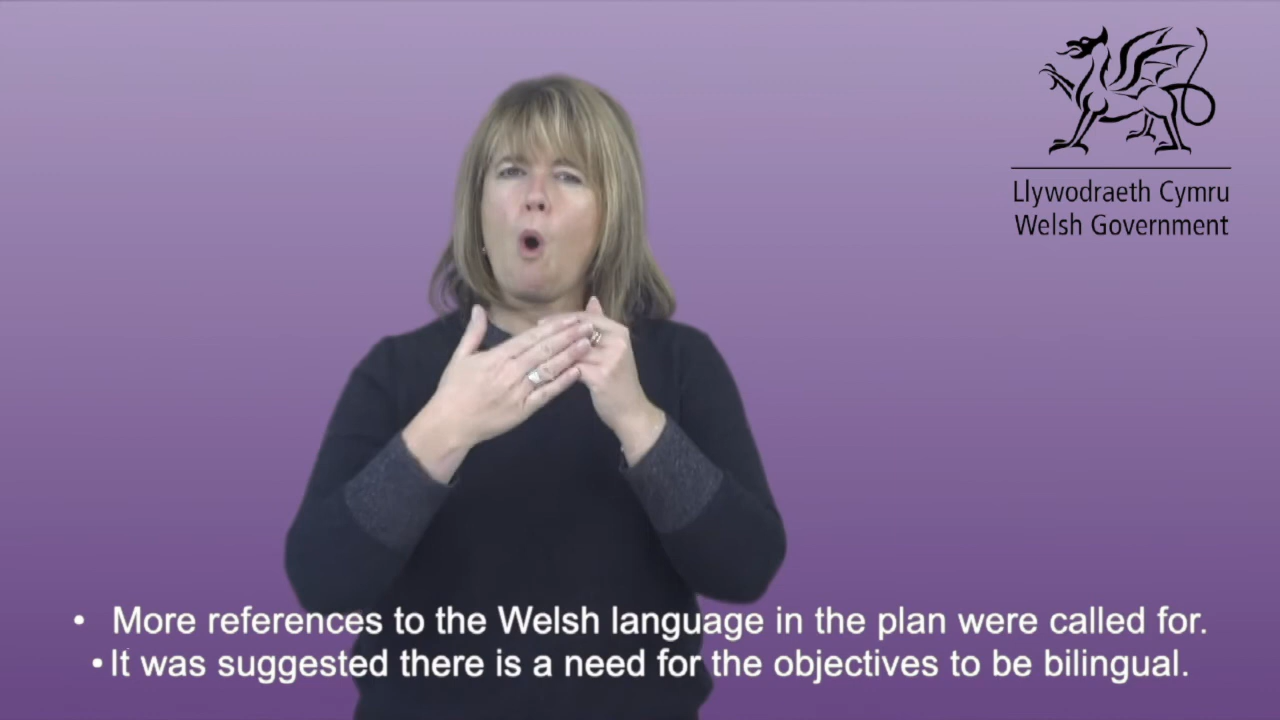 Llywodraeth Cymru
Welsh Government
• More references to the Welsh language in the plan were called for.
• It was suggested there is a need for the objectives to be bilingual.